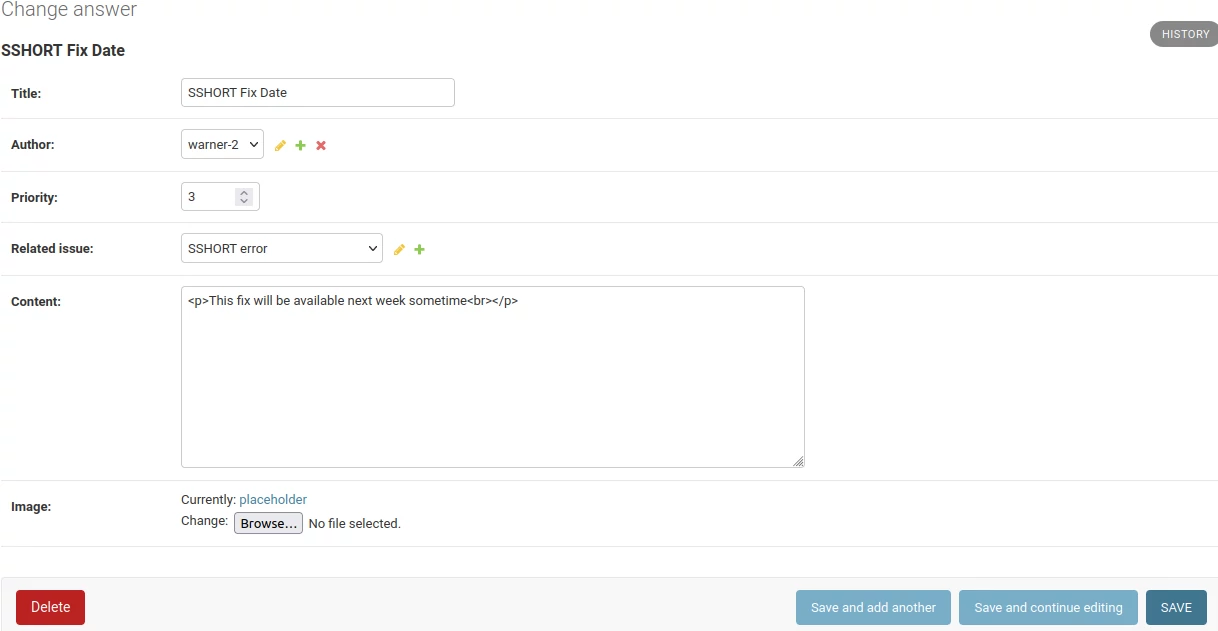 Change answer
HISTORY
SSHORT Fix Date
Title:
SSHORT Fix Date
Author:
warner-2
Priority:
3
Related issue:
SSHORT error
Content:
<p>This fix will be available next week sometime<br></p>
Image:
Currently: placeholder
Change: Browse... No file selected.
Delete
Save and add another
Save and continue editing
SAVE